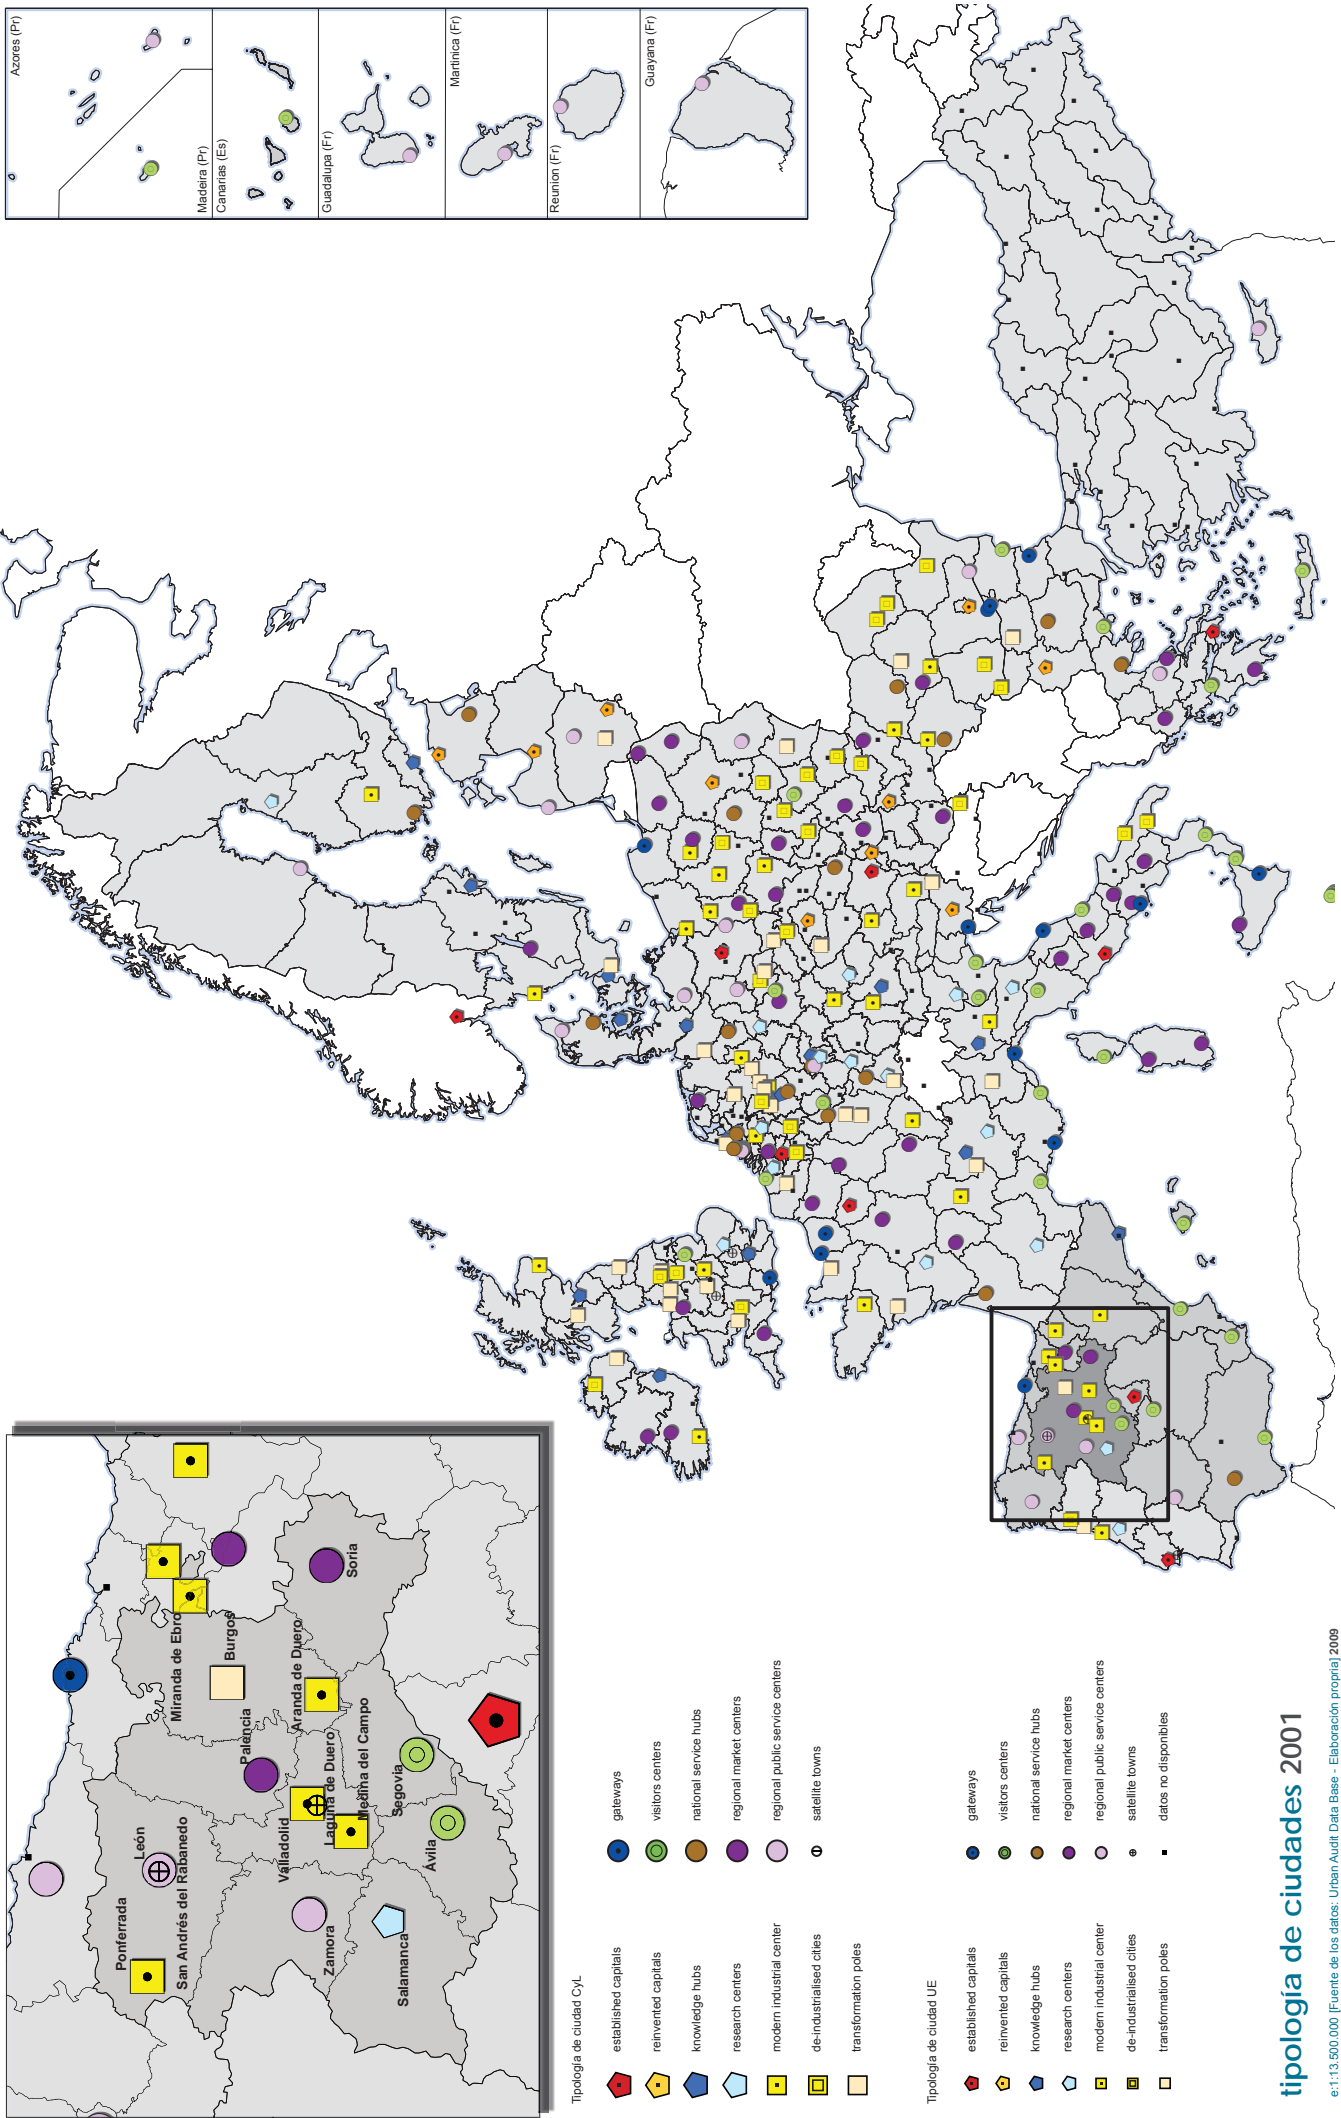 Azores (Pr)
Madeira (Pr)
Canarias (Es)
Guadalupa (Fr)
Martinica (Fr)
Reunion (Fr)
Guayana (Fr)
Ponferrada
León
San Andrés del Rabanedo
Miranda de Ebro
Burgos
Palencia
Aranda de Duero
Soria
Valladolid
Laguna de Duero
Medina del Campo
Zamora
Segovia
Ávila
Salamanca
Tipología de ciudad CyL
established capitals
reinvented capitals
knowledge hubs
research centers
modern industrial center
de-industrialised cities
transformation poles
gateways
visitors centers
national service hubs
regional market centers
regional public service centers
satellite towns
Tipología de ciudad UE
established capitals
reinvented capitals
knowledge hubs
research centers
modern industrial center
de-industrialised cities
transformation poles
gateways
visitors centers
national service hubs
regional market centers
regional public service centers
satellite towns
datos no disponibles
tipología de ciudades 2001
e:1:13.500.000 [Fuente de los datos: Urban Audit Data Base - Elaboración propria] 2009